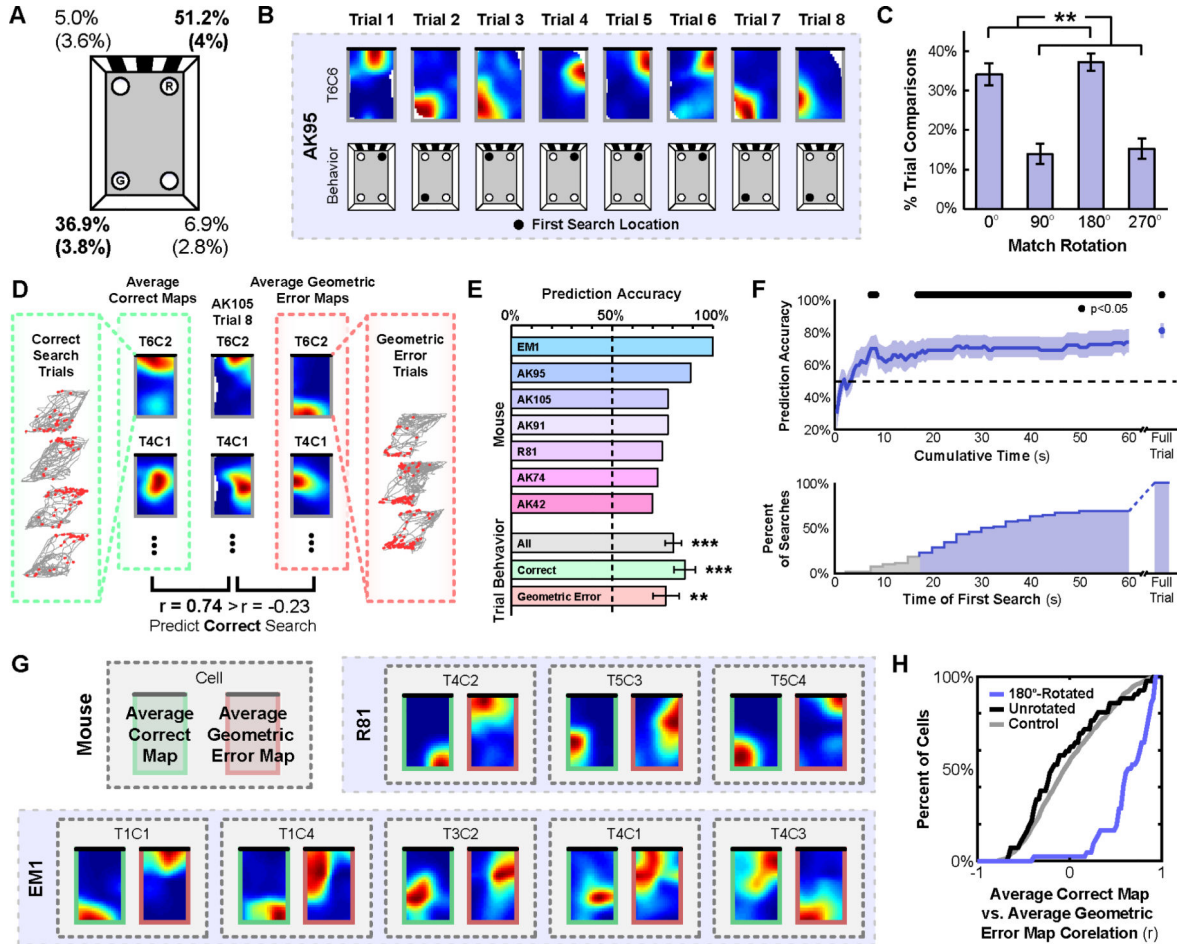 A
5.0%
(3.6%)
51.2%
(4%)
R
G
36.9%
(3.8%)
6.9%
(2.8%)
B
Trial 1 Trial 2 Trial 3 Trial 4 Trial 5 Trial 6 Trial 7 Trial 8
AK95
T6C6
Behavior
First Search Location
C
**
% Trial Comparisons
40%
30%
20%
10%
0%
0° 90° 180° 270°
Match Rotation
D
Average
Correct Maps
Average Geometric
Error Maps
AK105
Trial 8
Correct
Search
Trials
T6C2 T6C2 T6C2
Geometric
Error
Trials
T4C1 T4C1 T4C1
r = 0.74 > r = -0.23
Predict Correct Search
E
Prediction Accuracy
0% 50% 100%
Mouse
EM1
AK95
AK105
AK91
R81
AK74
AK42
Trial Behvavior
All ***
Correct ***
Geometric Error **
F
p<0.05
Prediction Accuracy
100%
80%
60%
40%
20%
0 10 20 30 40 50 60 Full
Trial
Cumulative Time (s)
Percent
of Searches
100%
50%
0%
0 10 20 30 40 50 60 Full
Trial
Time of First Search (s)
G
Mouse
Cell
Average
Correct
Map
Average
Geometric
Error Map
R81
T4C2 T5C3 T5C4
EM1
T1C1 T1C4 T3C2 T4C1 T4C3
H
Percent of Cells
100%
50%
0%
180°-Rotated
Unrotated
Control
-1 0 1
Average Correct Map
vs. Average Geometric
Error Map Corelation (r)